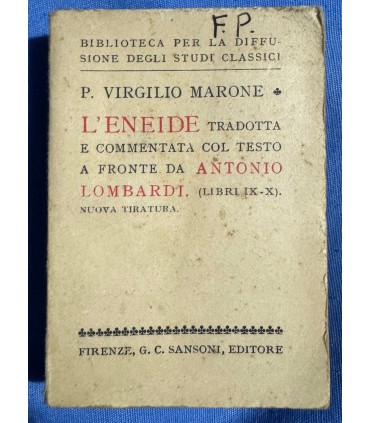 F. P.
BIBLIOTECA PER LA DIFFU-
SIONE DEGLI STUDI CLASSICI
P. VIRGILIO MARONE
L'ENEIDE TRADOTTA
E COMMENTATA COL TESTO
A FRONTE DA ANTONIO
LOMBARDI. (LIBRI IX-X).
NUOVA TIRATURA.
FIRENZE, G. C. SANSONI, EDITORE